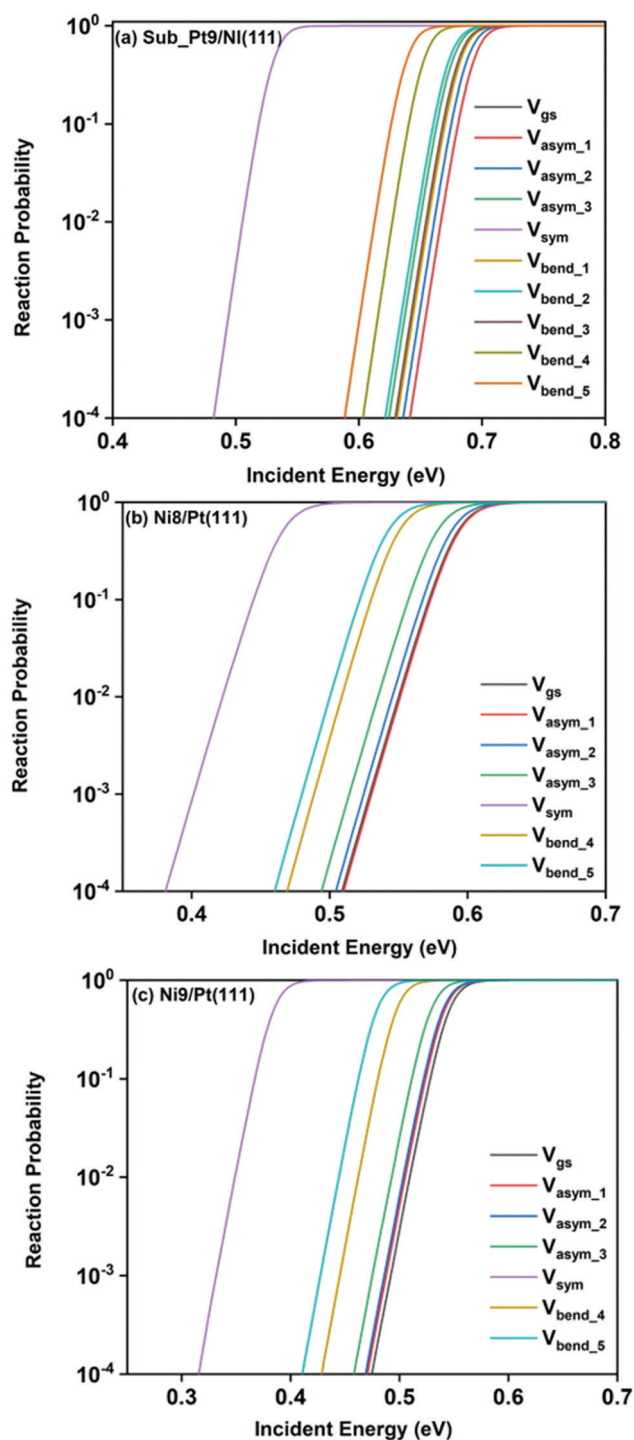 (a) Sub_Pt9/NI(111)
Reaction Probability
10^0
10^-1
10^-2
10^-3
10^-4
V_gs
V_asym_1
V_asym_2
V_asym_3
V_sym
V_bend_1
V_bend_2
V_bend_3
V_bend_4
V_bend_5
0.4 0.5 0.6 0.7 0.8
Incident Energy (eV)
(b) Ni8/Pt(111)
Reaction Probability
10^0
10^-1
10^-2
10^-3
10^-4
V_gs
V_asym_1
V_asym_2
V_asym_3
V_sym
V_bend_4
V_bend_5
0.4 0.5 0.6 0.7
Incident Energy (eV)
(c) Ni9/Pt(111)
Reaction Probability
10^0
10^-1
10^-2
10^-3
10^-4
V_gs
V_asym_1
V_asym_2
V_asym_3
V_sym
V_bend_4
V_bend_5
0.3 0.4 0.5 0.6 0.7
Incident Energy (eV)